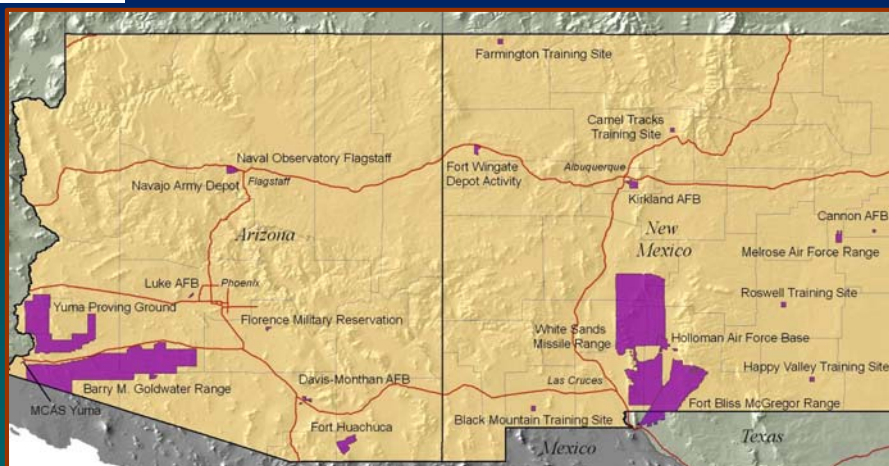 Farmington Training Site
Camel Tracks
Training Site
Naval Observatory Flagstaff
Navajo Army Depot
Flagstaff
Fort Wingate
Depot Activity
Albuquerque
Kirkland AFB
Arizona
New
Mexico
Cannon AFB
Melrose Air Force Range
Luke AFB
Phoenix
Yuma Proving Ground
Florence Military Reservation
Roswell Training Site
White Sands
Missile Range
Holloman Air Force Base
Barry M. Goldwater Range
Davis-Monthan AFB
Las Cruces
Happy Valley Training Site
MCAS Yuma
Fort Huachuca
Black Mountain Training Site
Fort Bliss McGregor Range
Mexico
Texas